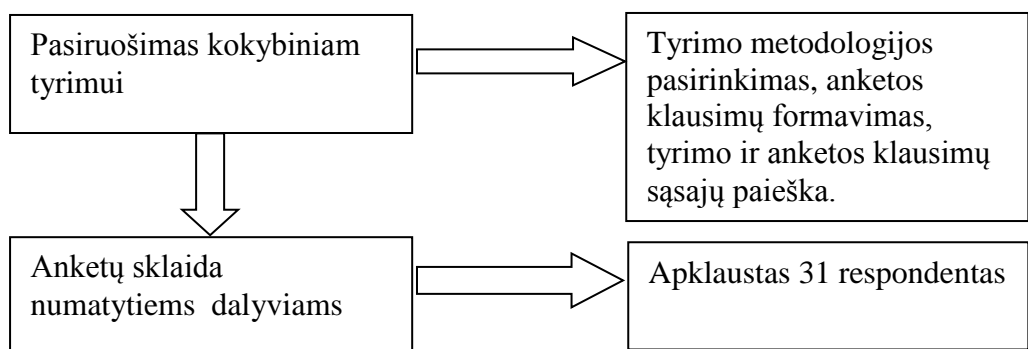 Pasiruošimas kokybiniam
tyrimui
Tyrimo metodologijos
pasirinkimas, anketos
klausimų formavimas,
tyrimo ir anketos klausimų
sąsajų paieška.
Anketų sklaida
numatytiems dalyviams
Apklaustas 31 respondentas